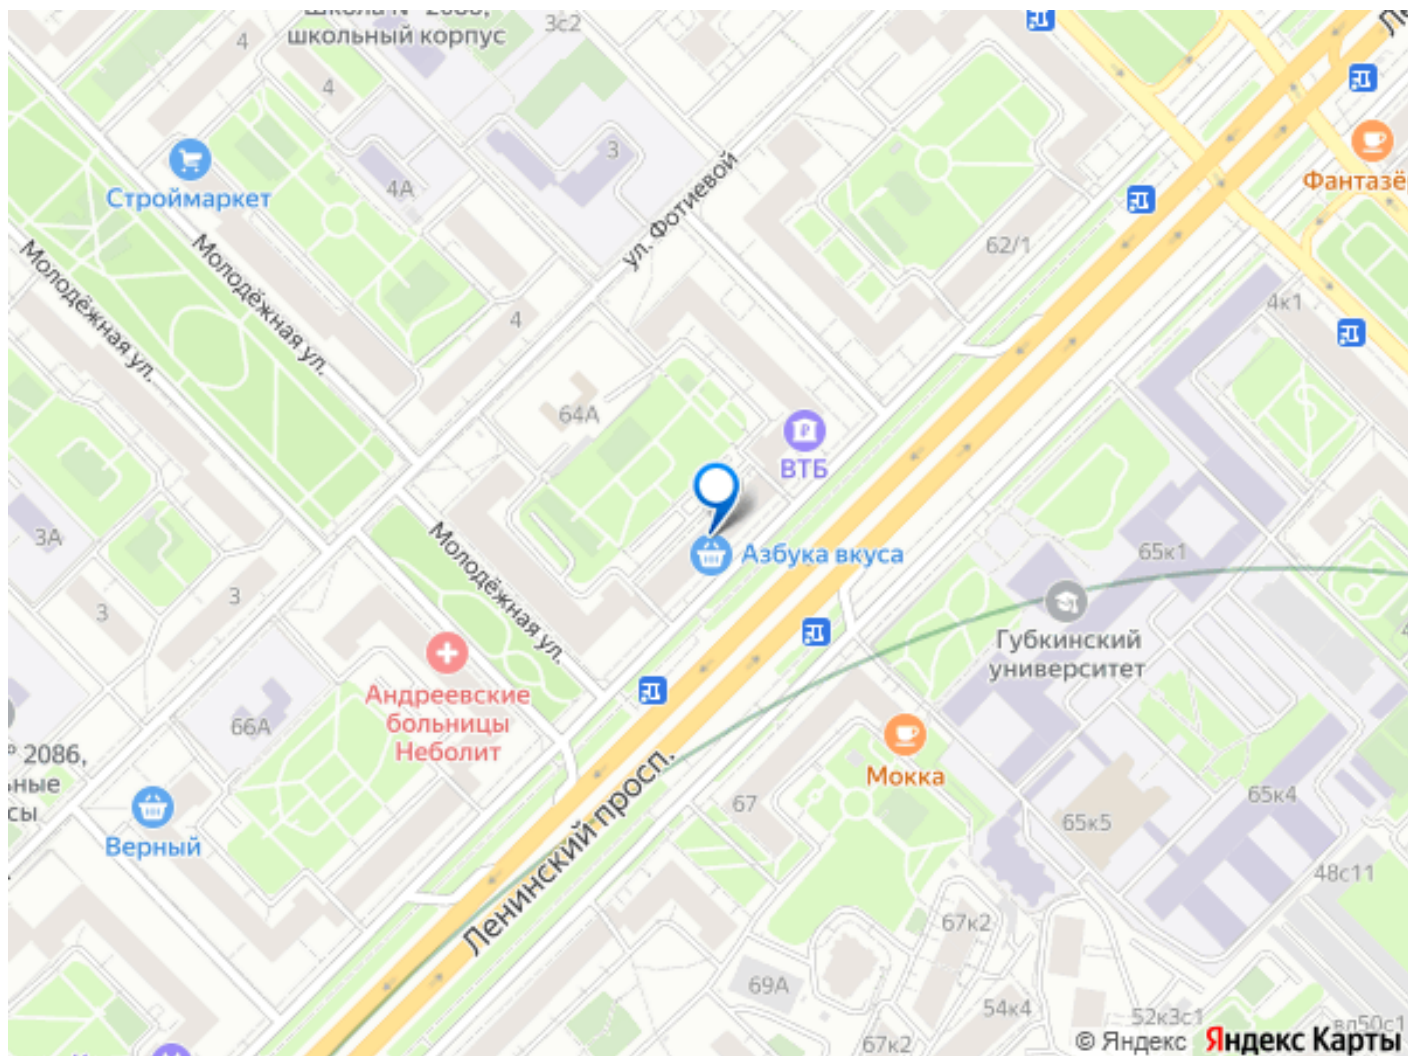 школьный корпус
3с2
4
4
3
4А
Строймаркет
ул. Фотиевой
Молодёжная ул.
Молодёжная ул.
62/1
Фантазё
4к1
4
64А
ВТБ
Азбука вкуса
3А
3
3
Молодёжная ул.
65к1
Губкинский
университет
Андреевские
больницы
Неболит
66А
2086,
Верный
Ленинский просп.
Мокка
67
65к5
65к4
48с11
67к2
69А
54к4
52к3с1
вл50с1
67к2
© Яндекс Яндекс Карты